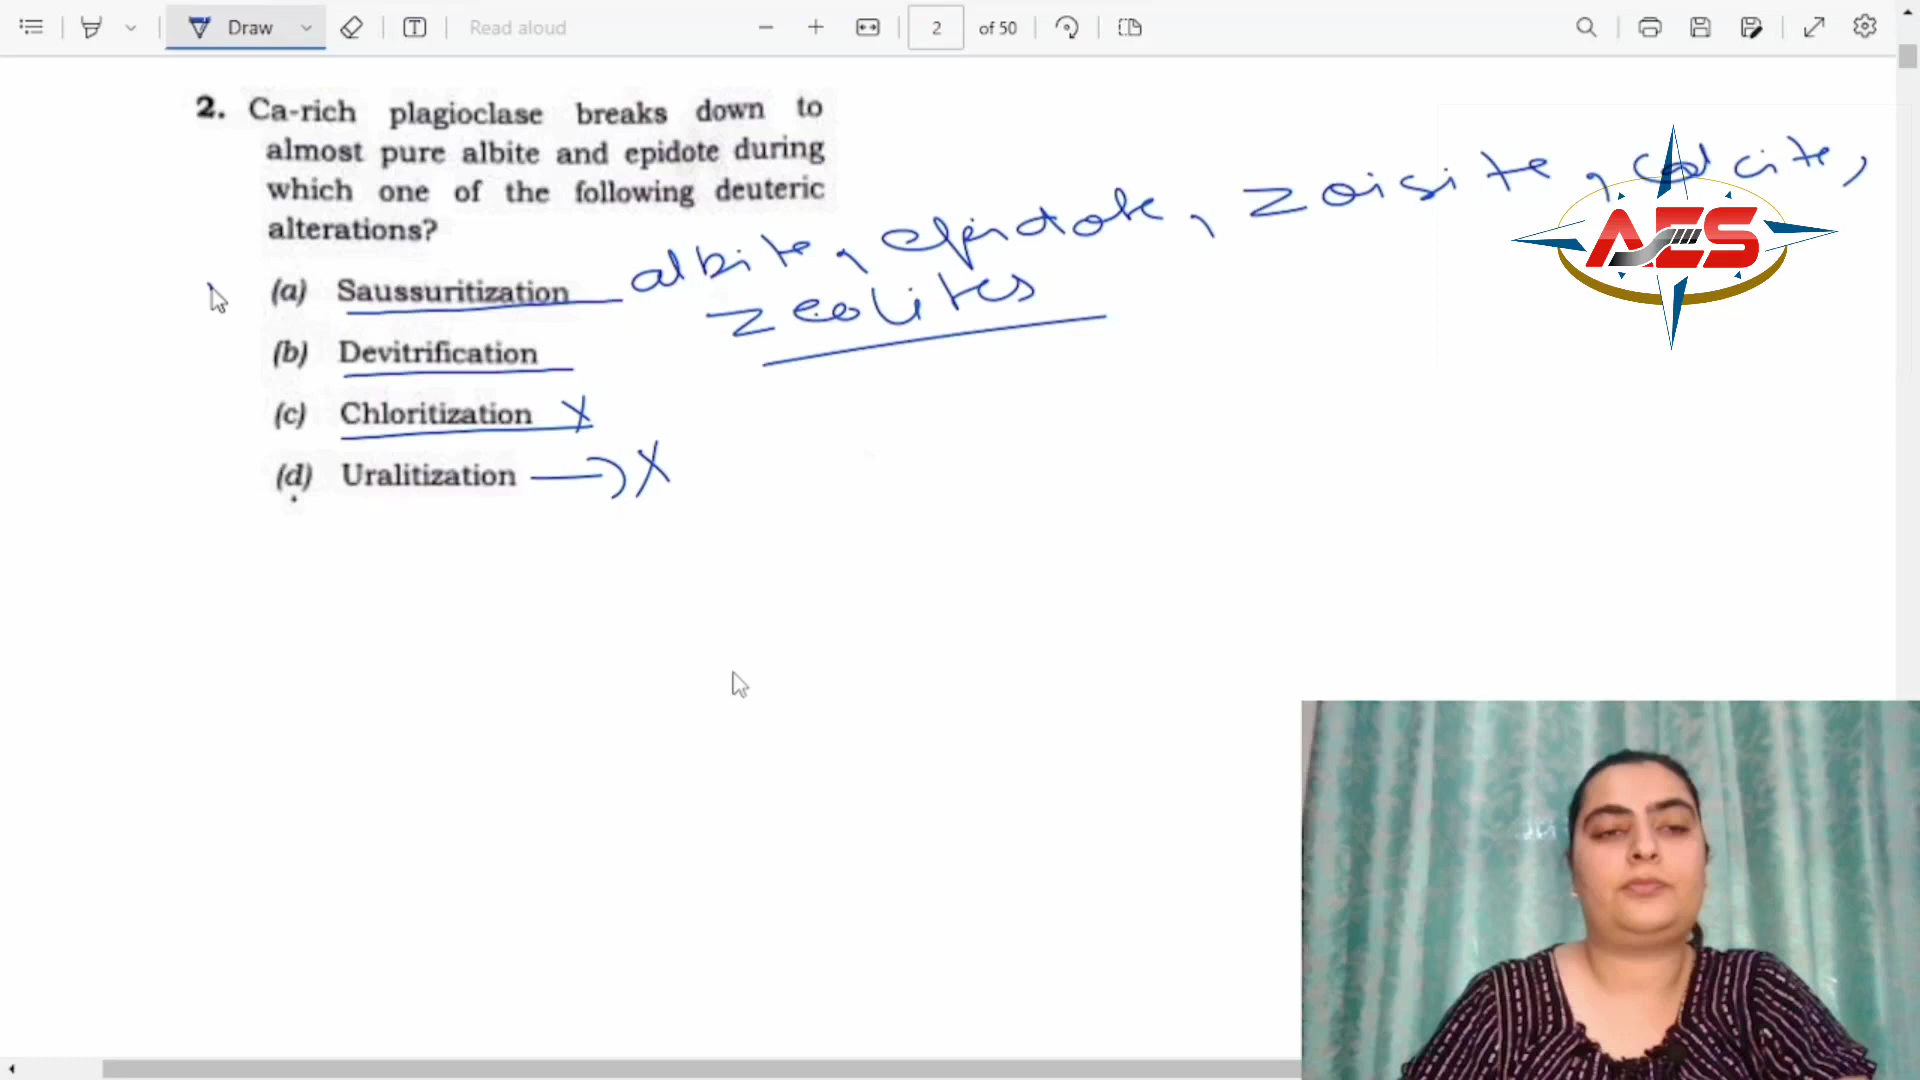 Draw
Read aloud
2 of 50
2. Ca-rich plagioclase breaks down to
almost pure albite and epidote during
which one of the following deuteric
alterations?
(a) Saussuritization albite, epidote, zoisite, calcite,
zeolites
(b) Devitrification
(c) Chloritization X
(d) Uralitization → X
AES